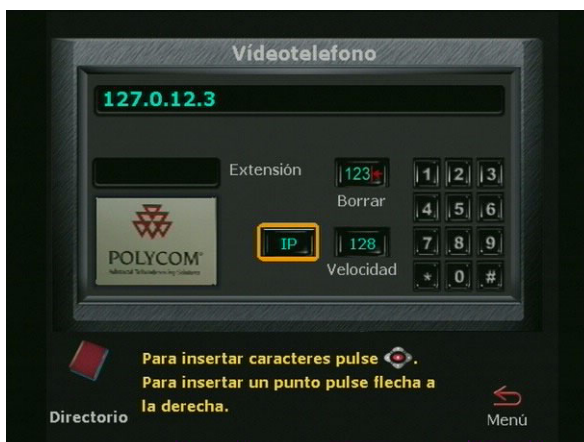 Vídeotelefono
127.0.12.3
Extensión
123
1 2 3
Borrar
4 5 6
POLYCOM
IP
128
7 8 9
Velocidad
* 0 #
Para insertar caracteres pulse
Para insertar un punto pulse flecha a
la derecha.
Directorio
Menú